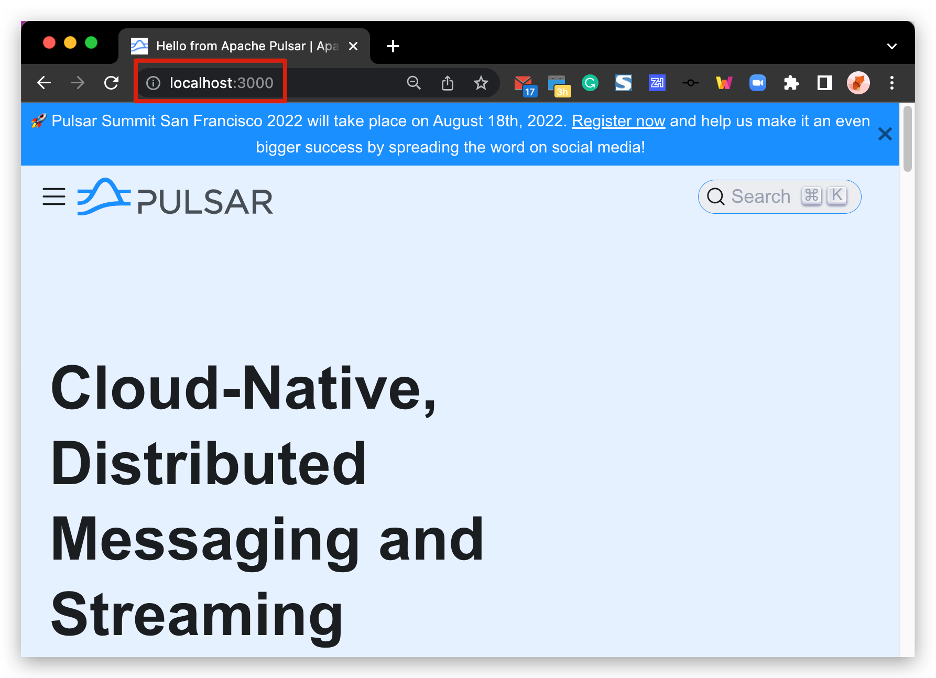 Hello from Apache Pulsar | Apa
localhost:3000
17
3h
🚀 Pulsar Summit San Francisco 2022 will take place on August 18th, 2022. Register now and help us make it an even
bigger success by spreading the word on social media!
PULSAR
Search ⌘ K
Cloud-Native,
Distributed
Messaging and
Streaming